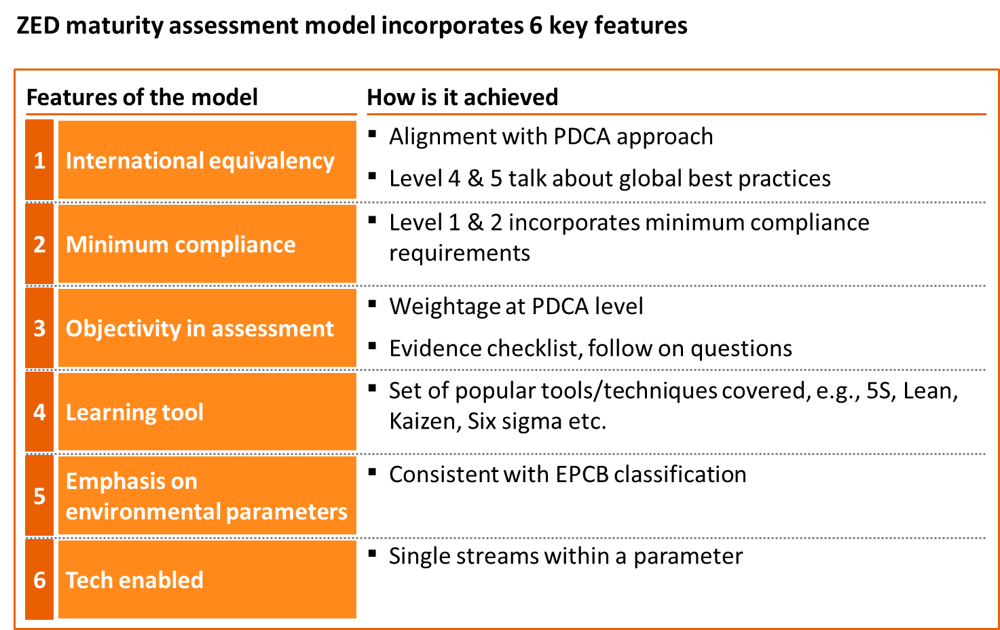 ZED maturity assessment model incorporates 6 key features
Features of the model
How is it achieved
1
International equivalency
▪ Alignment with PDCA approach
▪ Level 4 & 5 talk about global best practices
2
Minimum compliance
▪ Level 1 & 2 incorporates minimum compliance
requirements
3
Objectivity in assessment
▪ Weightage at PDCA level
▪ Evidence checklist, follow on questions
4
Learning tool
▪ Set of popular tools/techniques covered, e.g., 5S, Lean,
Kaizen, Six sigma etc.
5
Emphasis on
environmental parameters
▪ Consistent with EPCB classification
6
Tech enabled
▪ Single streams within a parameter